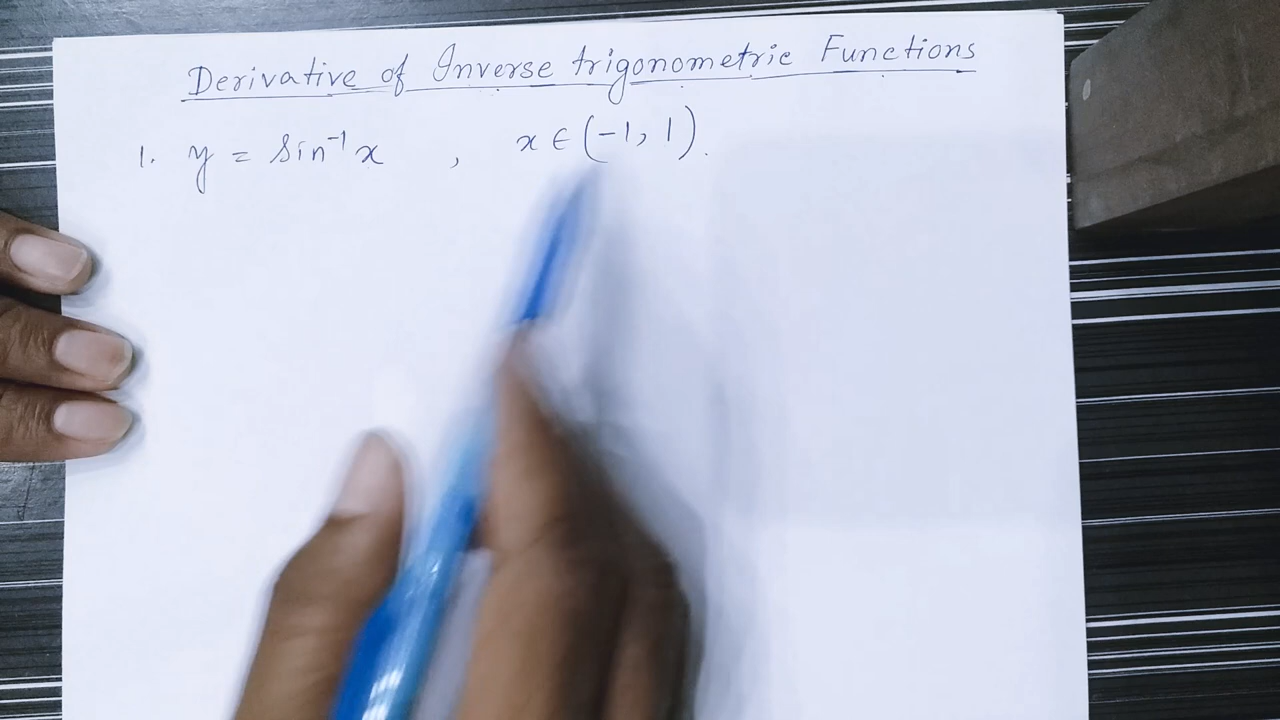 Derivative of Inverse trigonometric Functions
1. y = Sin⁻¹x , x ∈ (-1, 1).